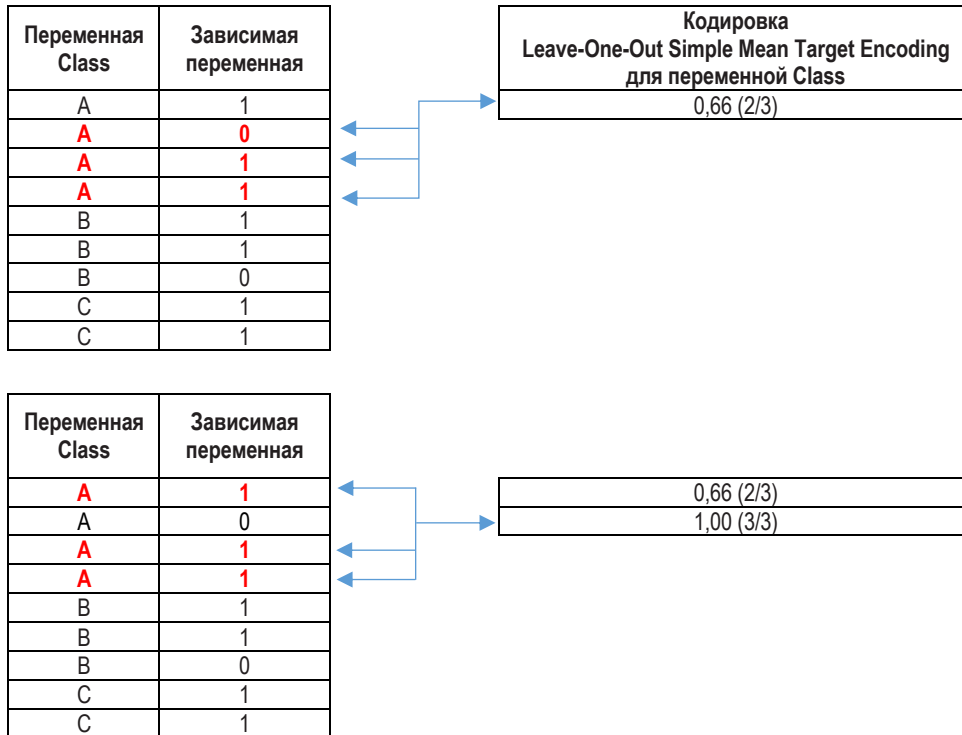 Переменная Class
Зависимая переменная
Кодировка
Leave-One-Out Simple Mean Target Encoding
для переменной Class
A 1 0,66 (2/3)
A 0
A 1
A 1
B 1
B 1
B 0
C 1
C 1
Переменная Class
Зависимая переменная
A 1 0,66 (2/3)
A 0 1,00 (3/3)
A 1
A 1
B 1
B 1
B 0
C 1
C 1